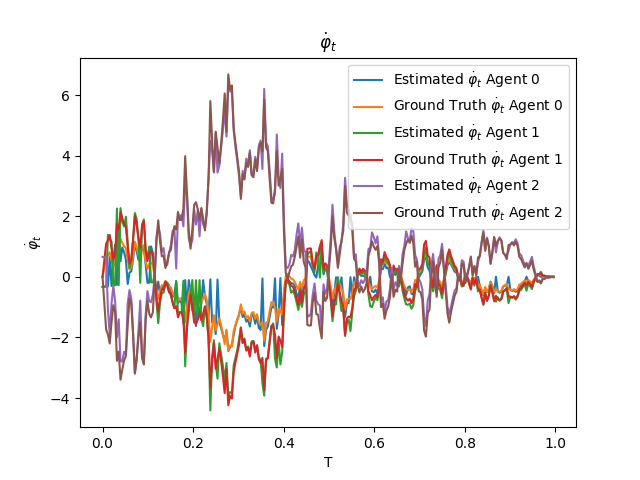 φ̇ₜ
6
4
2
0
−2
−4
φ̇ₜ
Estimated φ̇ₜ Agent 0
Ground Truth φ̇ₜ Agent 0
Estimated φ̇ₜ Agent 1
Ground Truth φ̇ₜ Agent 1
Estimated φ̇ₜ Agent 2
Ground Truth φ̇ₜ Agent 2
0.0 0.2 0.4 0.6 0.8 1.0
T